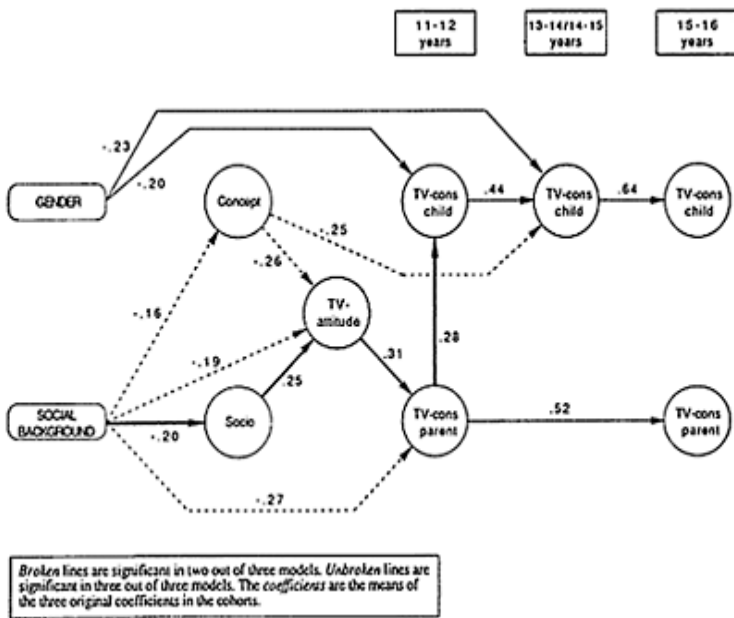 11-12 13-14/14-15 15-16
years years years
-.23
-.20
GENDER
Concept
TV-cons
child
.44
TV-cons
child
.64
TV-cons
child
-.25
-.26
-.16
TV-
attitude
-.19
.31
.28
.25
SOCIAL
BACKGROUND
-.20
Socio
TV-cons
parent
.52
TV-cons
parent
-.27
Broken lines are significant in two out of three models. Unbroken lines are
significant in three out of three models. The coefficients are the means of
the three original coefficients in the cohorts.